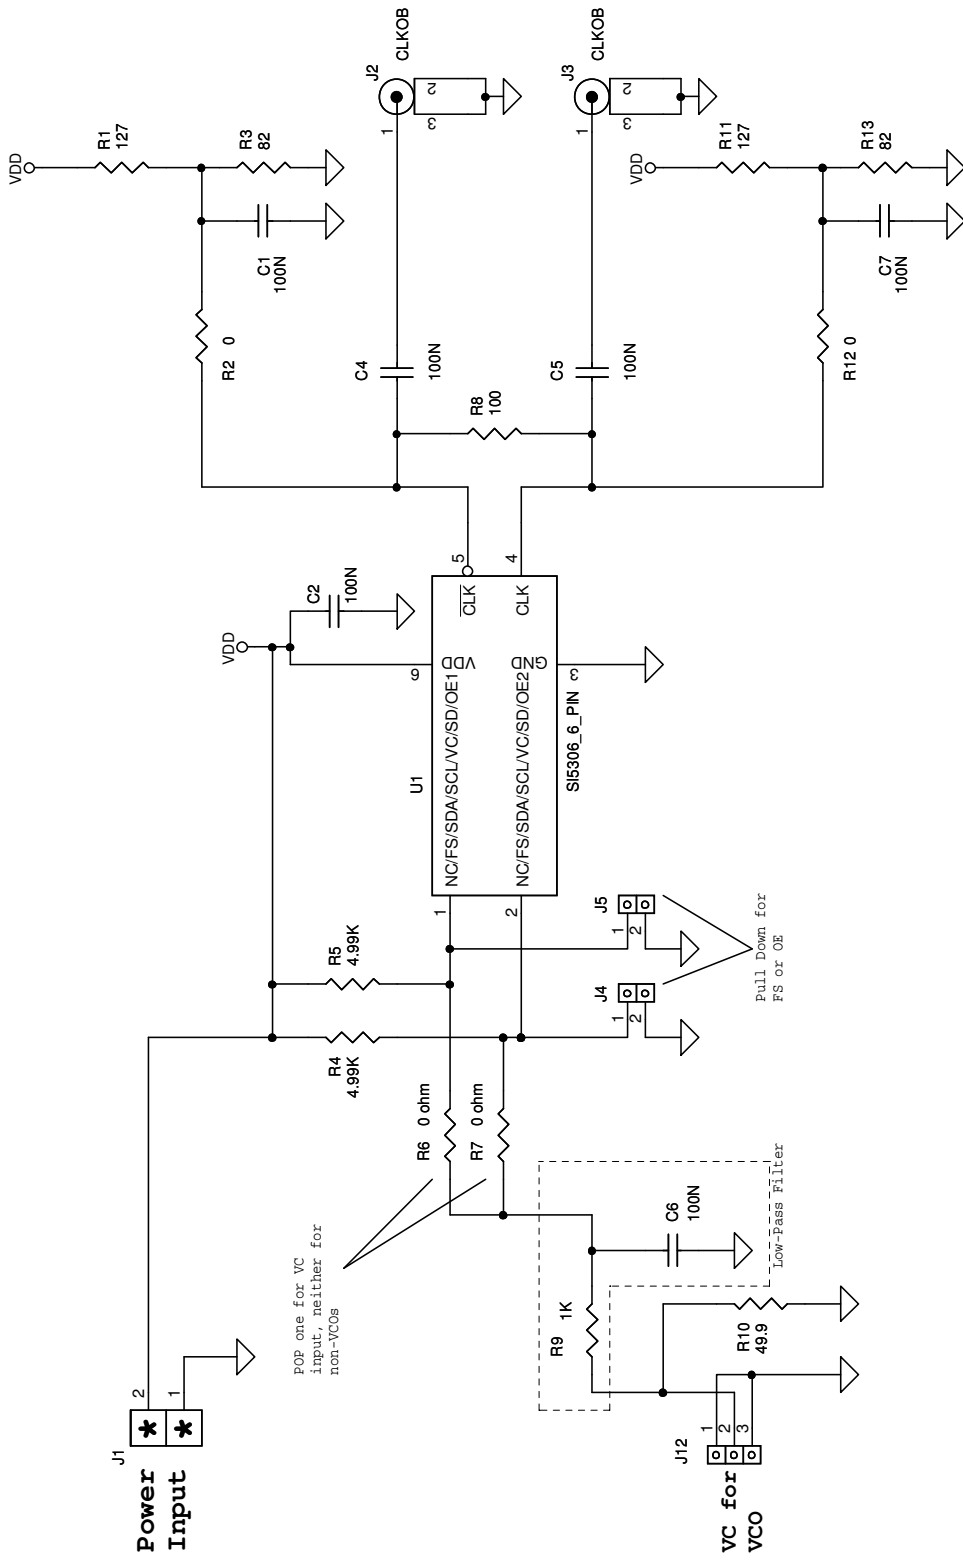 Power
Input
J1
2
1
*
*
VC for
VCO
J12
1
2
3
POP one for VC
input, neither for
non-VCOs
R6 0 ohm
R7 0 ohm
R9 1K
R10
49.9
C6
100N
Low-Pass Filter
R4
4.99K
R5
4.99K
J4
1
2
J5
1
2
Pull Down for
FS or OE
U1
NC/FS/SDA/SCL/VC/SD/OE1
NC/FS/SDA/SCL/VC/SD/OE2
VDD
GND
CLK
CLK
1
2
3
4
5
6
SI5306_6_PIN
VDD
C2
100N
R2 0
R8
100
R12 0
C4
100N
C5
100N
C1
100N
C7
100N
VDD
R1
127
R3
82
VDD
R11
127
R13
82
J2
1
2
3
CLKOB
J3
1
2
3
CLKOB